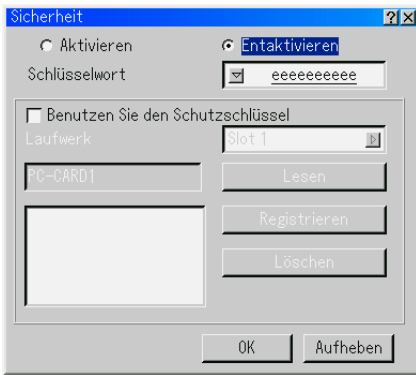 Sicherheit
Aktivieren Entaktivieren
Schlüsselwort eeeeeeeeee
Benutzen Sie den Schutzschlüssel
Laufwerk Slot 1
PC-CARD1 Lesen
Registrieren
Löschen
OK Aufheben